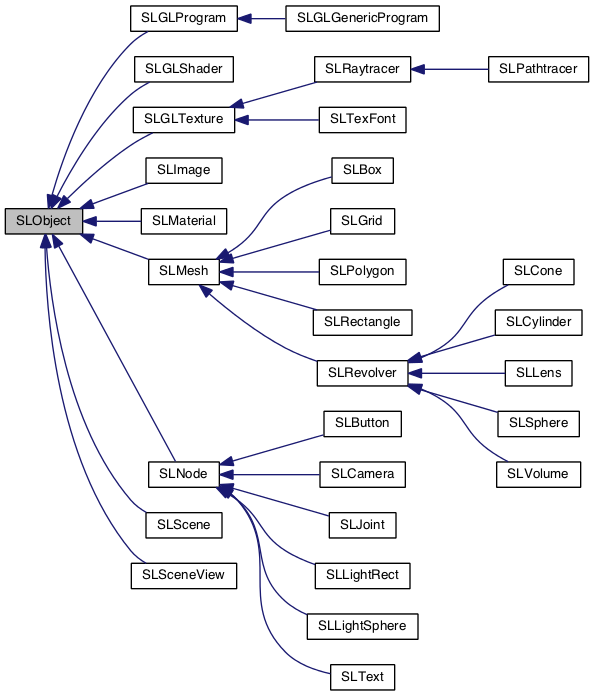 SLGLProgram
SLGLGenericProgram
SLGLShader
SLRaytracer
SLPathtracer
SLGLTexture
SLTexFont
SLImage
SLBox
SLObject
SLMaterial
SLGrid
SLMesh
SLPolygon
SLCone
SLRectangle
SLCylinder
SLRevolver
SLLens
SLButton
SLSphere
SLNode
SLCamera
SLVolume
SLScene
SLJoint
SLSceneView
SLLightRect
SLLightSphere
SLText